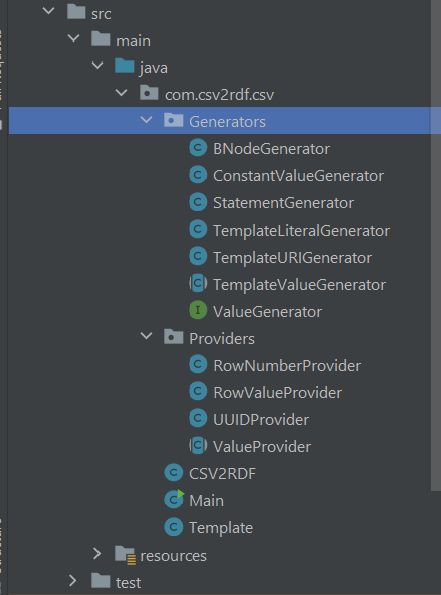 src
main
java
com.csv2rdf.csv
Generators
BNodeGenerator
ConstantValueGenerator
StatementGenerator
TemplateLiteralGenerator
TemplateURIGenerator
TemplateValueGenerator
ValueGenerator
Providers
RowNumberProvider
RowValueProvider
UUIDProvider
ValueProvider
CSV2RDF
Main
Template
resources
test